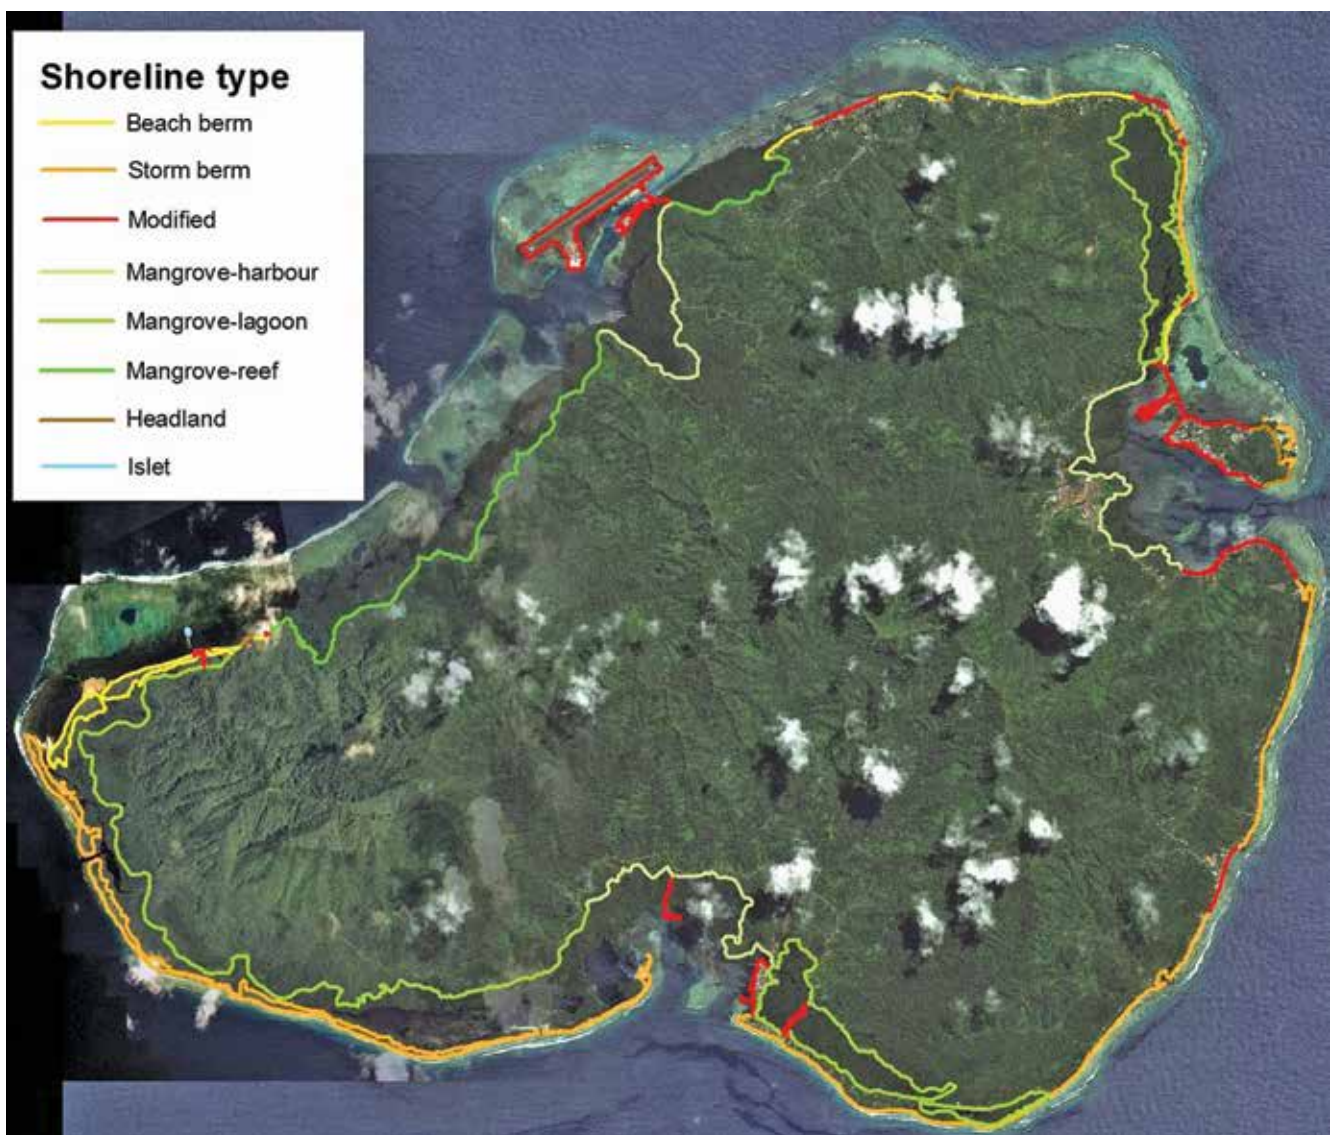 Shoreline type
Beach berm
Storm berm
Modified
Mangrove-harbour
Mangrove-lagoon
Mangrove-reef
Headland
Islet